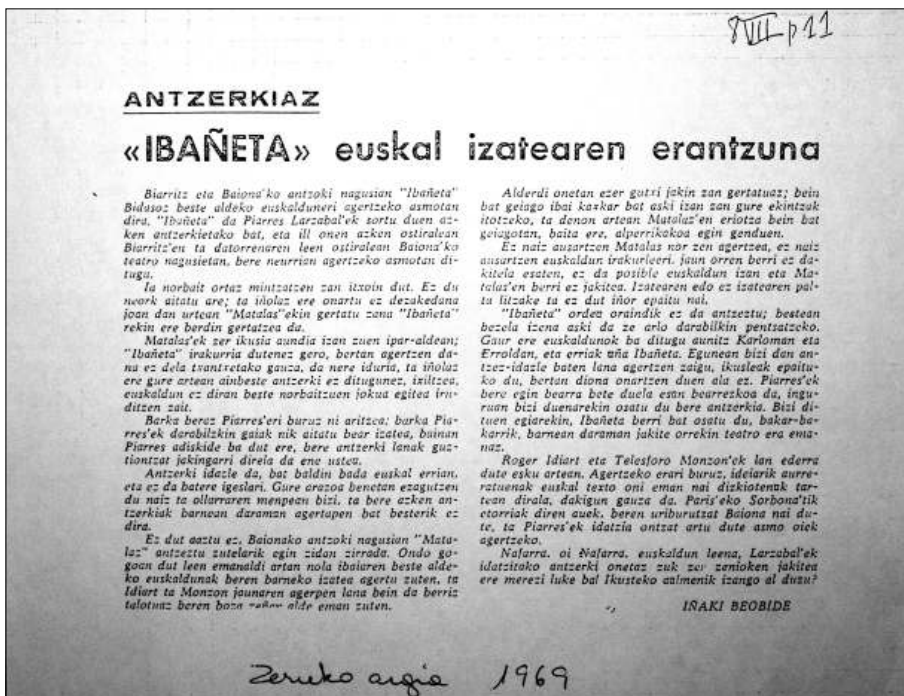 8 VII p 11
ANTZERKIAZ
«IBAÑETA» euskal izatearen erantzuna
Biarritz eta Baiona'ko antzoki nagusian "Ibañeta"
Bidasoz beste aldeko euskalduneri agertzeko asmotan
dira. "Ibañeta" da Piarres Larzabal'ek sortu duen az-
ken antzerkietako bat, eta ill onen azken ostiralean
Biarritz'en ta datorrenaren leen ostiralean Baiona'ko
teatro nagusietan, bere neurrian agertzeko asmotan di-
tugu.
Ia norbait ortaz mintzatzen zan itxoin dut. Ez du
neork aitatu are; ta iñolaz ere onartu ez dezakedana
joan dan urtean "Matalas"ekin gertatu zana "Ibañeta"
rekin ere berdin gertatzea da.
Matalas'ek zer ikusia aundia izan zuen ipar-aldean;
"Ibañeta" irakurria dutenez gero, bertan agertzen da-
na ez dela txantretako gauza, da nere iduria, ta iñolaz
ere gure artean ainbeste antzerki ez ditugunez, ixiltzea,
euskaldun ez diran beste norbaitzuen jokua egitea iru-
ditzen zait.
Barka beraz Piarres'eri buruz ni aritzea; barka Pia-
rres'ek darabilzkin gaiak nik aitatu bear izatea, bainan
Piarres adiskide ba dut ere, bere antzerki lanak guz-
tiontzat jakingarri direla da ene ustea.
Antzerki idazle da, bat baldin bada euskal errian,
eta ez da batere igeslari. Gure arazoa benetan ezagutzen
du naiz ta ollarraren menpean bizi, ta bere azken an-
tzerkiak barnean daraman agertapen bat besterik ez
dira.
Ez dut aaztu ez, Baionako antzoki nagusian "Mata-
laz" antzeztu zutelarik egin zidan zirrada. Ondo go-
goan dut leen emanaldi artan nola ibaiaren beste alde-
ko euskaldunak beren barneko izatea agertu zuten, ta
Idiart ta Monzon jaunaren agerpen lana bein da berriz
txalotuaz beren boza alde eman zuten.
Alderdi onetan ezer gutxi jakin zan gertatuaz; bein
bat geiago ibai kaxkar bat aski izan zan gure ekintzak
itotzeko, ta denon artean Matalaz'en eriotza bein bat
geiagotan, baita ere, alperrikakoa egin genduen.
Ez naiz ausartzen Matalas nor zen agertzea, ez naiz
ausartzen euskaldun irakurleeri. jaun orren berri ez da-
kitela esaten, ez da posible euskaldun izan eta Ma-
talas'en berri ez jakitea. Izatearen edo ez izatearen pal-
ta litzake ta ez dut iñor epaitu nai.
"Ibañeta" ordea oraindik ez da antzeztu; bestean
bezela izena aski da ze arlo darabilkin pentsatzeko.
Gaur ere euskaldunok ba ditugu aunitz Karloman eta
Erroldan, eta erriak uña Ibañeta. Egunean bizi dan an-
tzez-idazle baten lana agertzen zaigu, ikusleak epaitu-
ko du, bertan diona onartzen duen ala ez. Piarres'ek
bere egin bearra bete duela esan bearrezkoa da, ingu-
ruan bizi duenarekin osatu du bere antzerkia. Bizi di-
tuen egiarekin, Ibañeta berri bat osatu du, bakar-ba-
karrik, barnean daraman jakite orrekin teatro era ema-
naz.
Roger Idiart eta Telesforo Monzon'ek lan ederra
dute esku artean. Agertzeko erari buruz, ideiarik aurre-
ratuenak euskal texto oni eman nai dizkiotenak tar-
tean dirala, dakigun gauza da. Paris'eko Sorbona'tik
etorriak diren auek, beren uriburutzat Baiona nai du-
te, ta Piarres'ek idatzia ontzat artu dute asmo oiek
agertzeko.
Nafarra, oi Nafarra, euskaldun leena, Larzabal'ek
idatzitako antzerki onetaz zuk zer zenioken jakitea
ere merezi luke ba! Ikusteko aalmenik izango al duzu?
IÑAKI BEOBIDE
Zeruko argia 1969